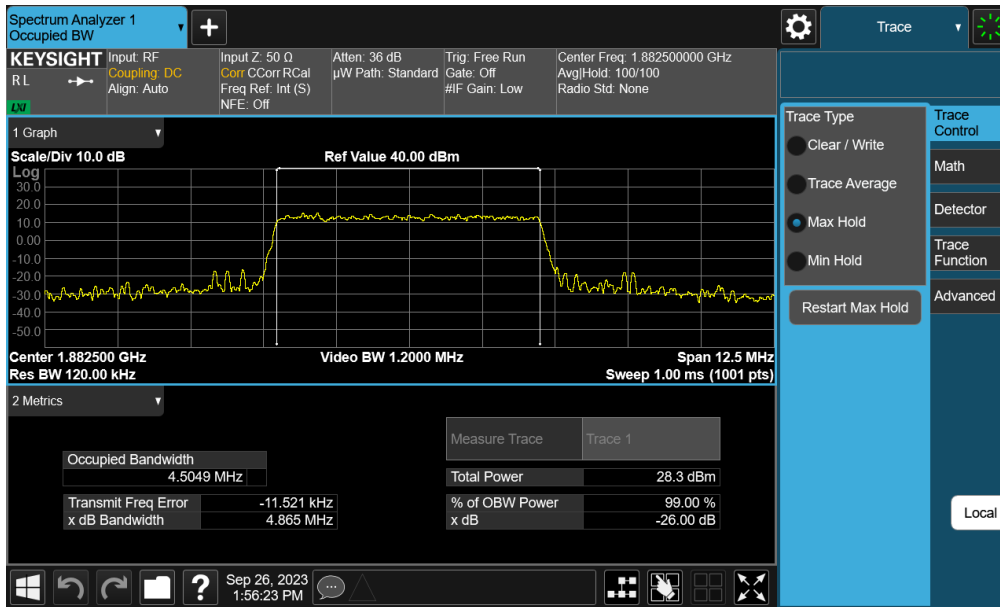 Spectrum Analyzer 1
Occupied BW
+
Trace
KEYSIGHT
R L
LXI
Input: RF
Coupling: DC
Align: Auto
Input Z: 50 Ω
Corr CCorr RCal
Freq Ref: Int (S)
NFE: Off
Atten: 36 dB
µW Path: Standard
Trig: Free Run
Gate: Off
#IF Gain: Low
Center Freq: 1.882500000 GHz
Avg|Hold: 100/100
Radio Std: None
1 Graph
Scale/Div 10.0 dB
Ref Value 40.00 dBm
Log
30.0
20.0
10.0
0.00
-10.0
-20.0
-30.0
-40.0
-50.0
Center 1.882500 GHz
Video BW 1.2000 MHz
Span 12.5 MHz
Res BW 120.00 kHz
Sweep 1.00 ms (1001 pts)
2 Metrics
Measure Trace
Trace 1
Occupied Bandwidth
4.5049 MHz
Total Power
28.3 dBm
Transmit Freq Error
-11.521 kHz
% of OBW Power
99.00 %
x dB Bandwidth
4.865 MHz
x dB
-26.00 dB
Trace Type
Clear / Write
Trace Average
Max Hold
Min Hold
Restart Max Hold
Trace
Control
Math
Detector
Trace
Function
Advanced
Local
?
Sep 26, 2023
1:56:23 PM